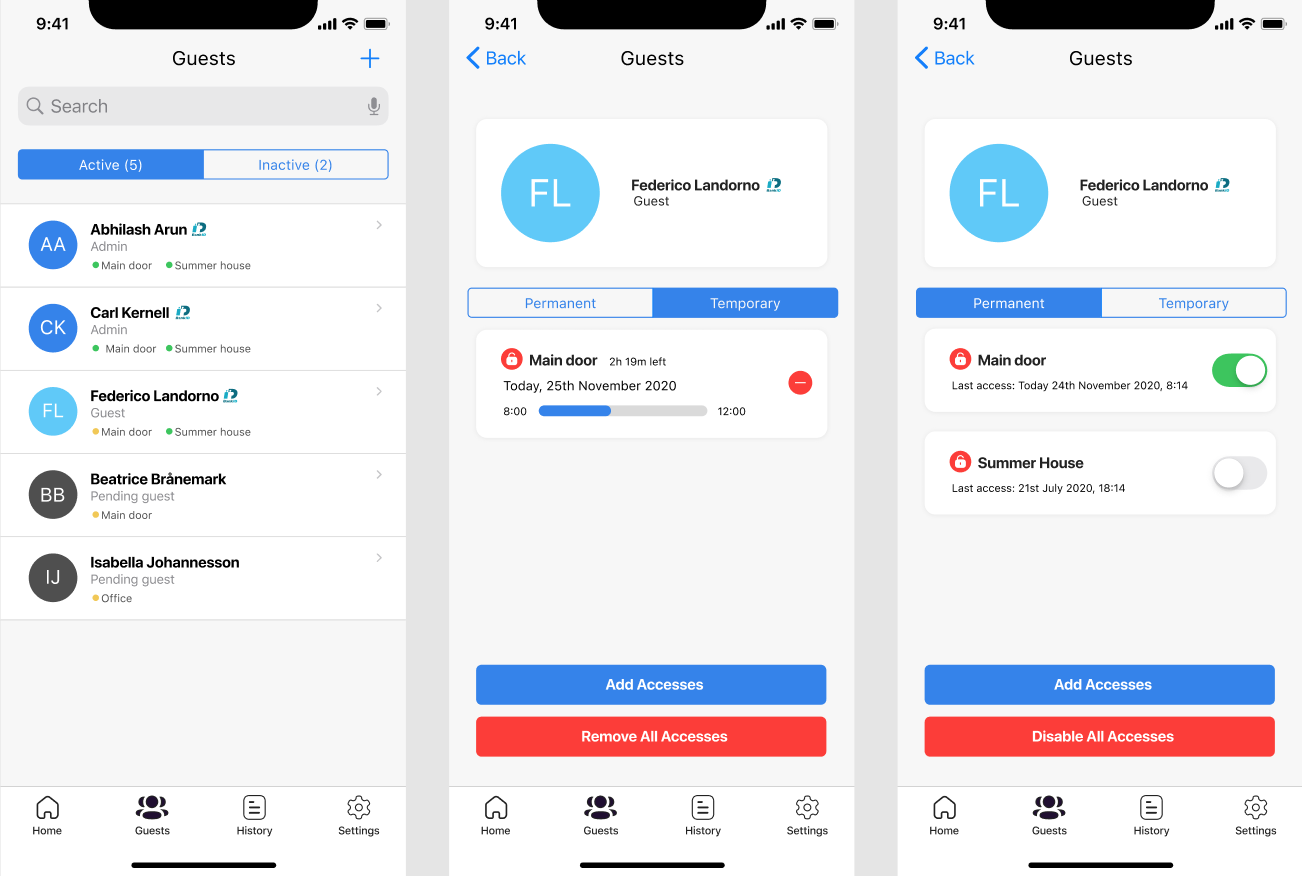 9:41
Guests
Search
Active (5)
Inactive (2)
AA
Abhilash Arun
Admin
Main door
Summer house
CK
Carl Kernell
Admin
Main door
Summer house
FL
Federico Landorno
Guest
Main door
Summer house
BB
Beatrice Brånemark
Pending guest
Main door
IJ
Isabella Johannesson
Pending guest
Office
Home
Guests
History
Settings
9:41
Back
Guests
FL
Federico Landorno
Guest
Permanent
Temporary
Main door 2h 19m left
Today, 25th November 2020
8:00
12:00
Add Accesses
Remove All Accesses
Home
Guests
History
Settings
9:41
Back
Guests
FL
Federico Landorno
Guest
Permanent
Temporary
Main door
Last access: Today 24th November 2020, 8:14
Summer House
Last access: 21st July 2020, 18:14
Add Accesses
Disable All Accesses
Home
Guests
History
Settings